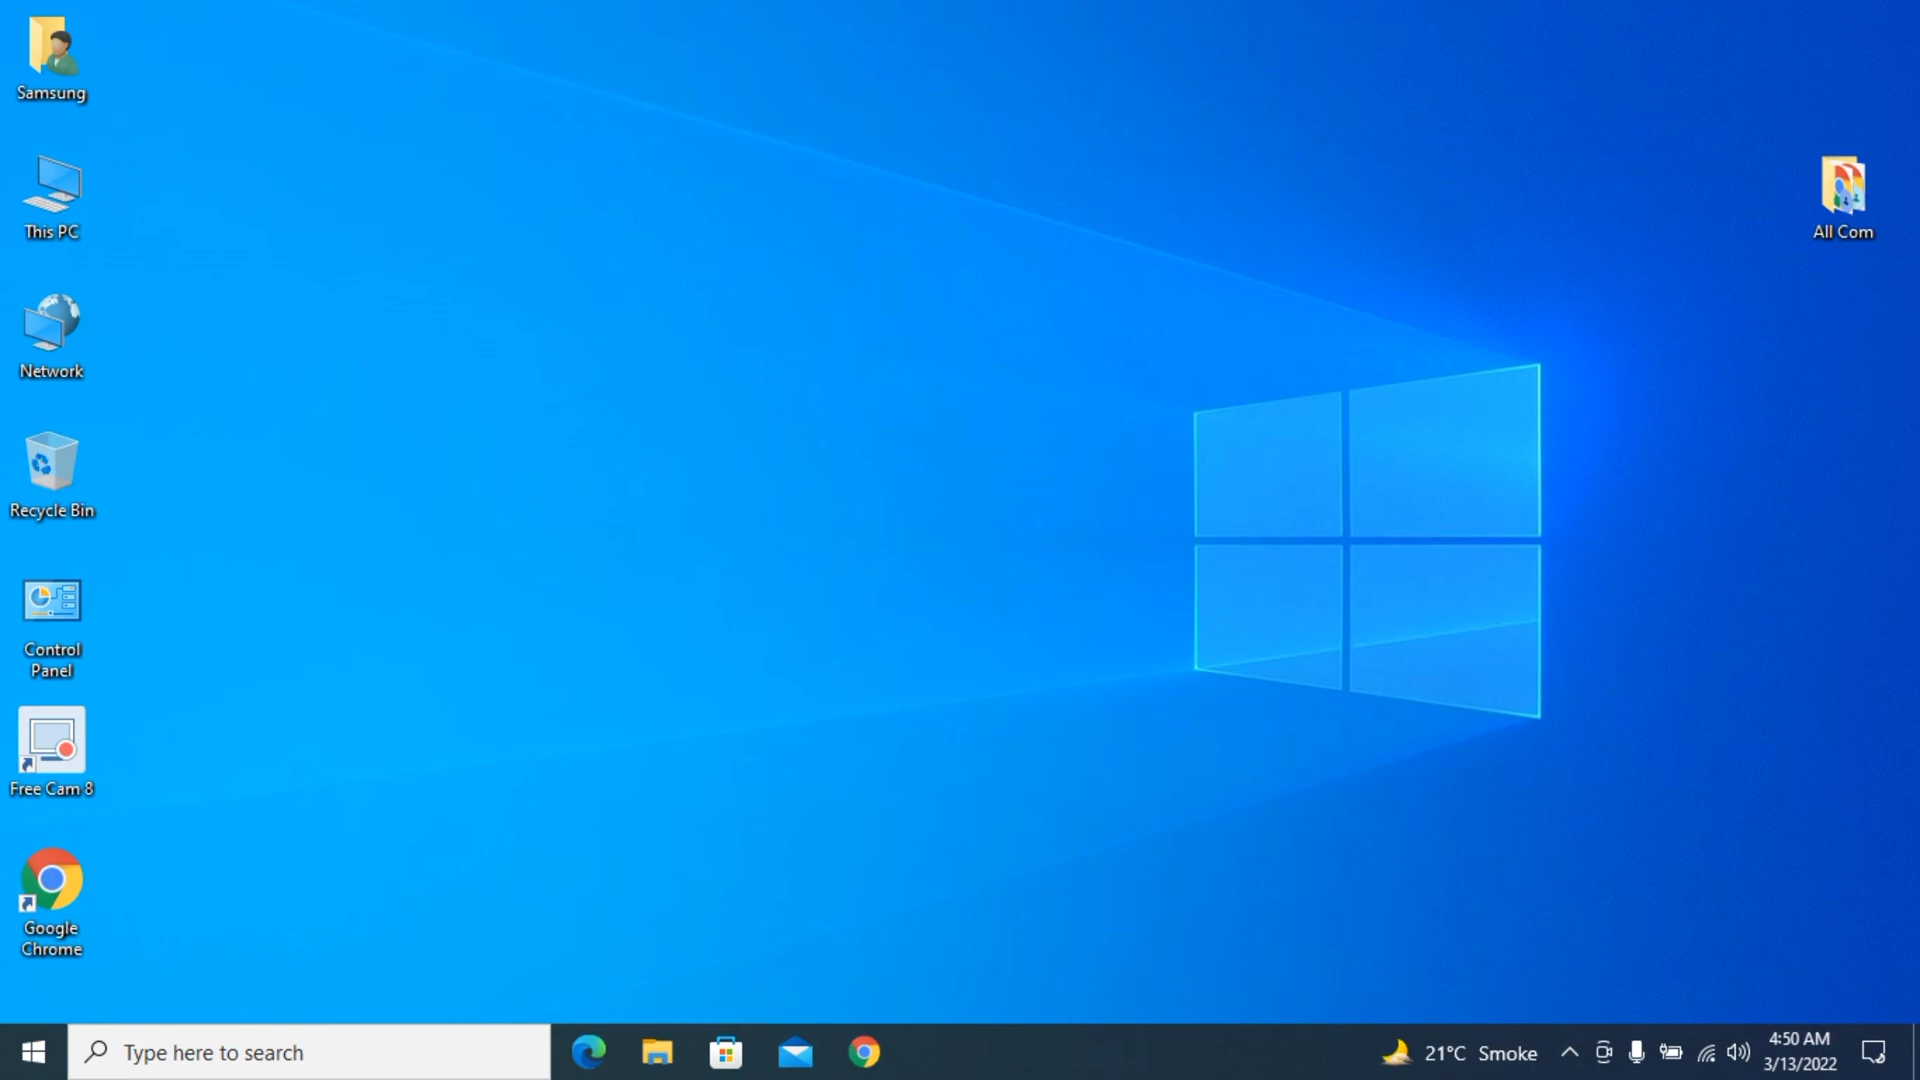 Samsung
This PC
Network
Recycle Bin
Control
Panel
Free Cam 8
Google
Chrome
All Com
Type here to search
21°C Smoke
4:50 AM
3/13/2022